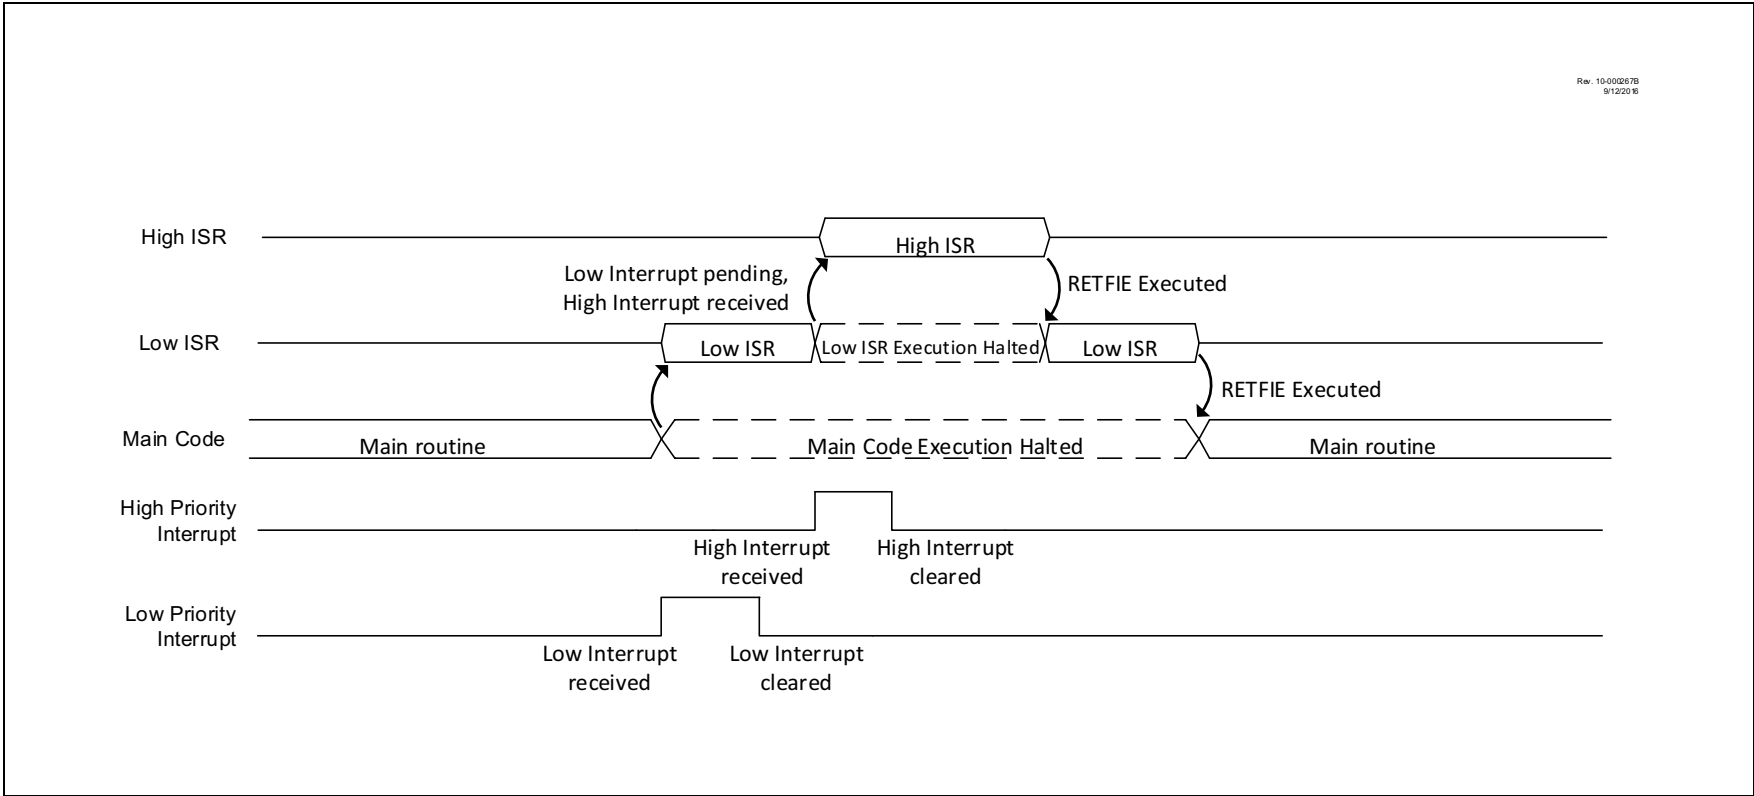 Rev. 10-000267B
9/12/2016
High ISR
High ISR
Low Interrupt pending,
High Interrupt received
RETFIE Executed
Low ISR
Low ISR
Low ISR Execution Halted
Low ISR
RETFIE Executed
Main Code
Main routine
Main Code Execution Halted
Main routine
High Priority
Interrupt
High Interrupt
received
High Interrupt
cleared
Low Priority
Interrupt
Low Interrupt
received
Low Interrupt
cleared